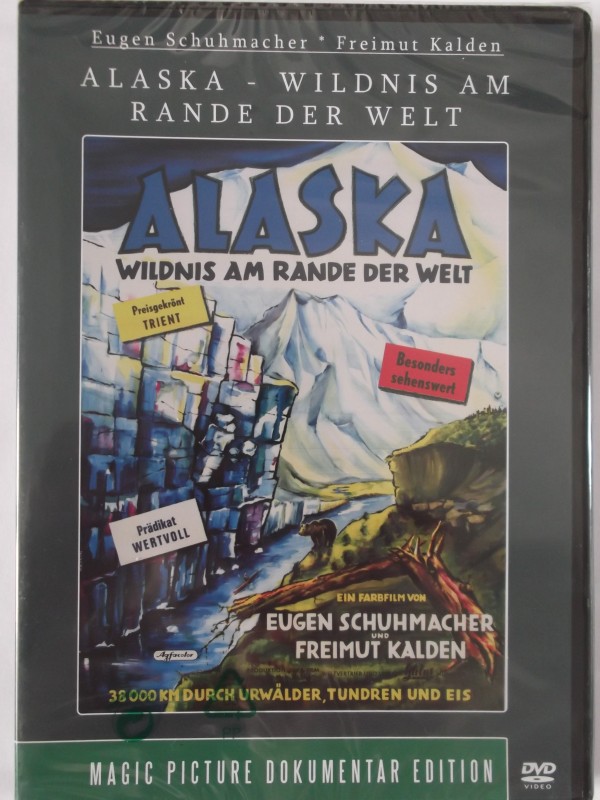 Eugen Schuhmacher * Freimut Kalden
ALASKA - WILDNIS AM
RANDE DER WELT
ALASKA
WILDNIS AM RANDE DER WELT
Preisgekrönt
TRIENT
Besonders
sehenswert
Prädikat
WERTVOLL
EIN FARBFILM VON
EUGEN SCHUHMACHER
UND
FREIMUT KALDEN
Agfacolor
38000 KM DURCH URWÄLDER, TUNDREN UND EIS
MAGIC PICTURE DOKUMENTAR EDITION
DVD
VIDEO